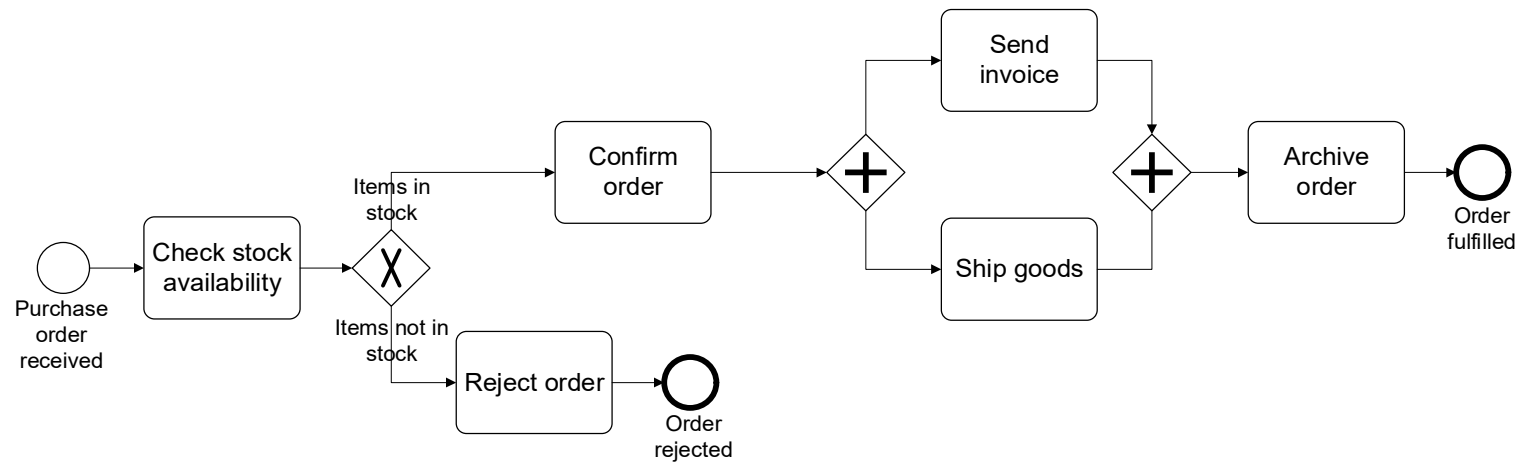 Send
invoice
Confirm
order
Archive
order
Items in
stock
Order
fulfilled
Check stock
availability
X
Ship goods
Purchase
order
received
Items not in
stock
Reject order
Order
rejected